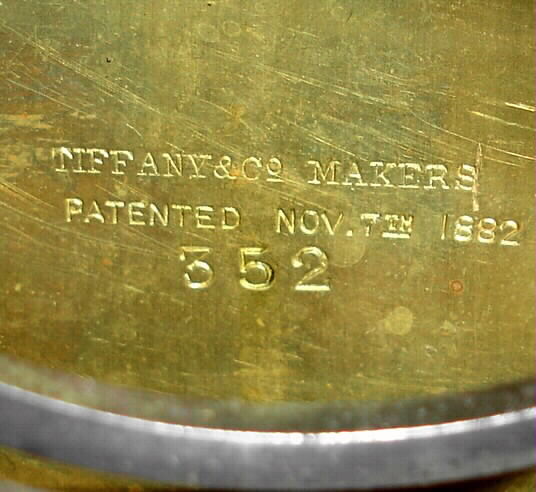 TIFFANY & Cº MAKERS
PATENTED NOV. 7TH 1882
352